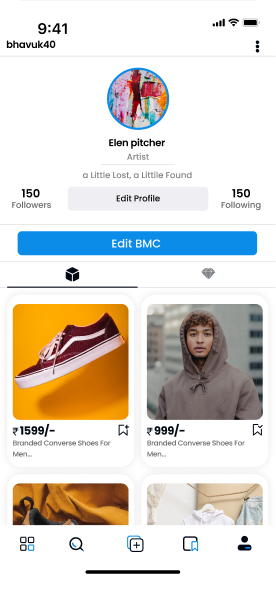 9:41
bhavuk40
Elen pitcher
Artist
a Little Lost, a Little Found
150
Followers
Edit Profile
150
Following
Edit BMC
₹1599/-
Branded Converse Shoes For
Men...
₹999/-
Branded Converse Shoes For
Men...